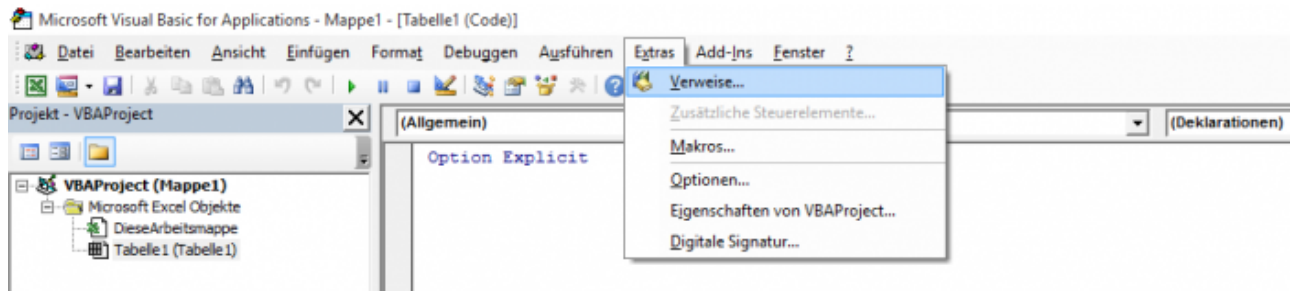 Microsoft Visual Basic for Applications - Mappe1 - [Tabelle1 (Code)]
Datei Bearbeiten Ansicht Einfügen Format Debuggen Ausführen Extras Add-Ins Fenster ?
Projekt - VBAProject
VBAProject (Mappe1)
Microsoft Excel Objekte
DieseArbeitsmappe
Tabelle1 (Tabelle1)
(Allgemein)
(Deklarationen)
Option Explicit
Verweise...
Zusätzliche Steuerelemente...
Makros...
Optionen...
Eigenschaften von VBAProject...
Digitale Signatur...